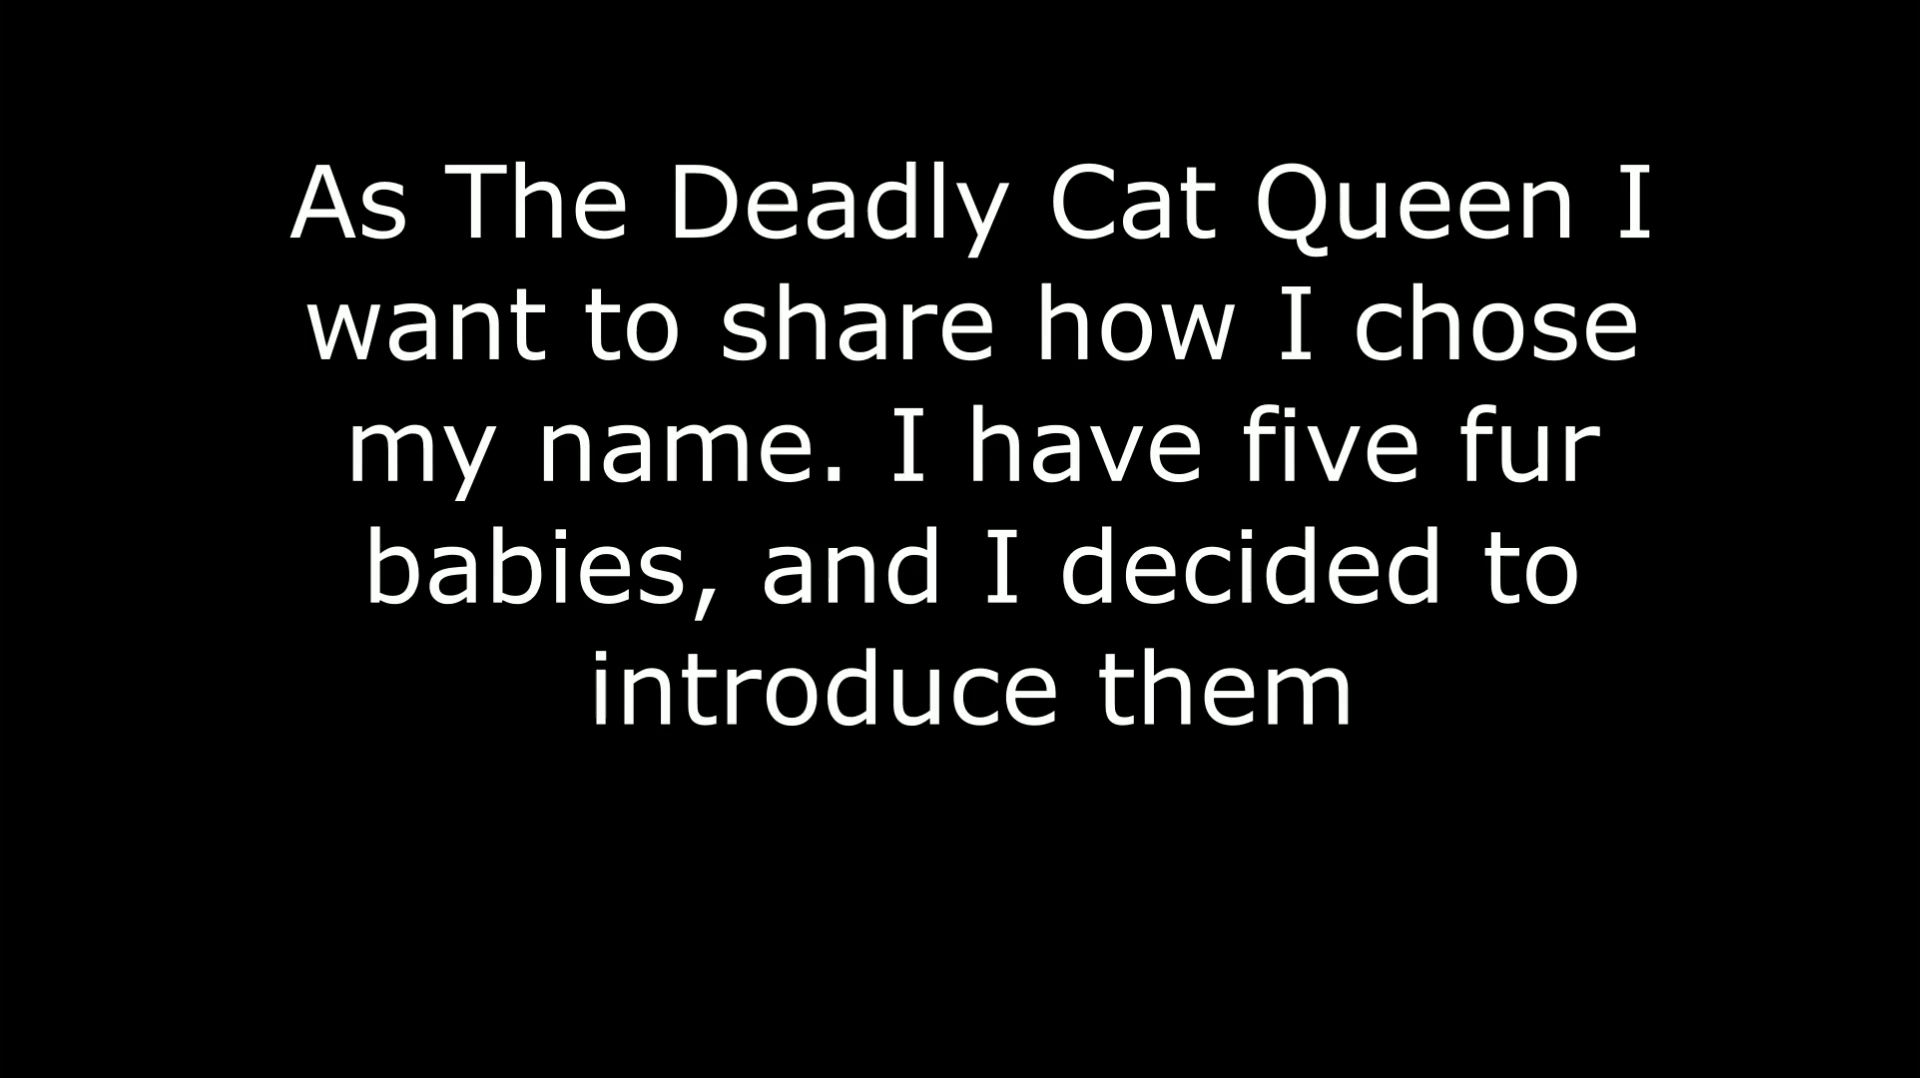 As The Deadly Cat Queen I
want to share how I chose
my name. I have five fur
babies, and I decided to
introduce them